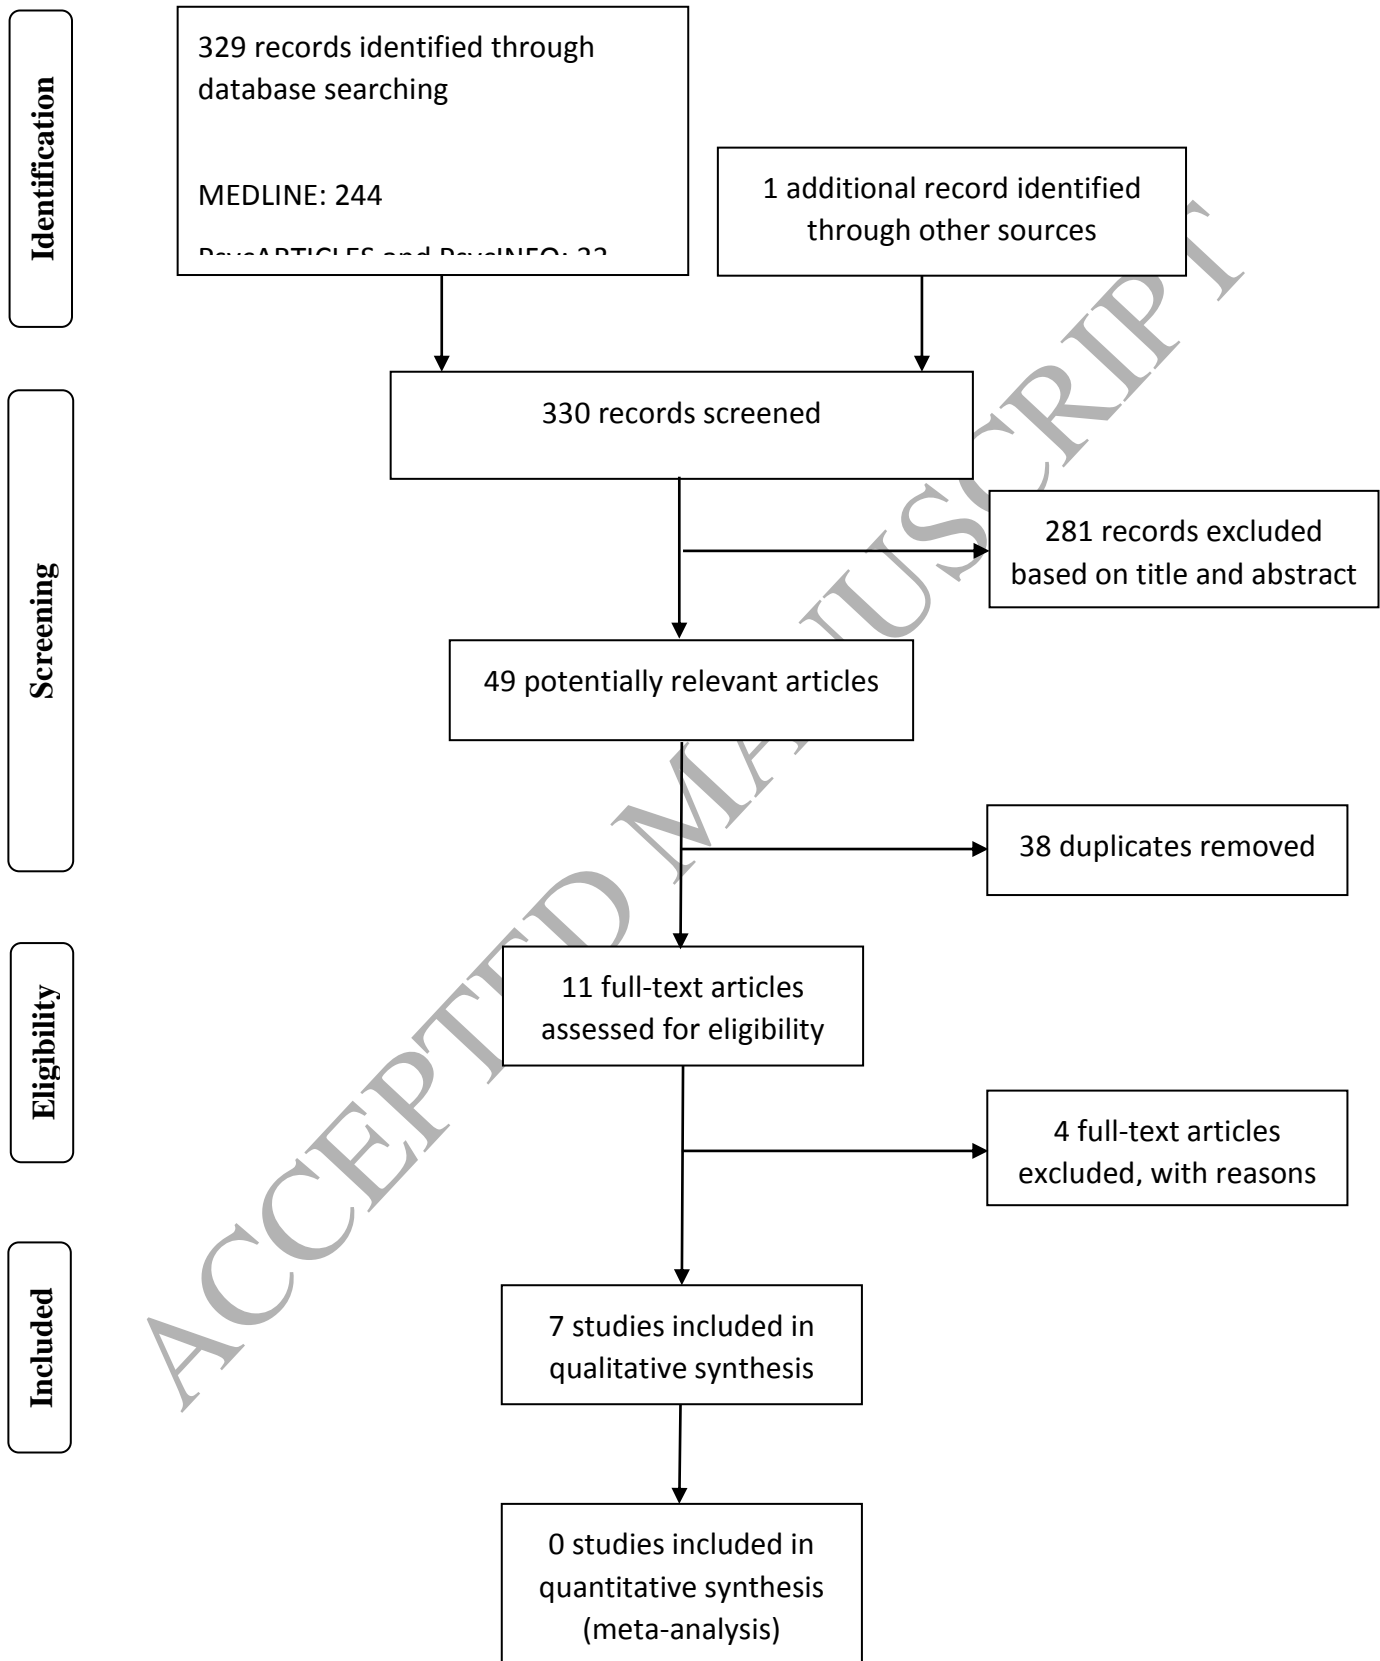 Identification
329 records identified through
database searching
MEDLINE: 244
PsycARTICLES and PsycINFO:
1 additional record identified
through other sources
330 records screened
Screening
281 records excluded
based on title and abstract
49 potentially relevant articles
38 duplicates removed
Eligibility
11 full-text articles
assessed for eligibility
4 full-text articles
excluded, with reasons
Included
7 studies included in
qualitative synthesis
0 studies included in
quantitative synthesis
(meta-analysis)
ACCEPTED MANUSCRIPT